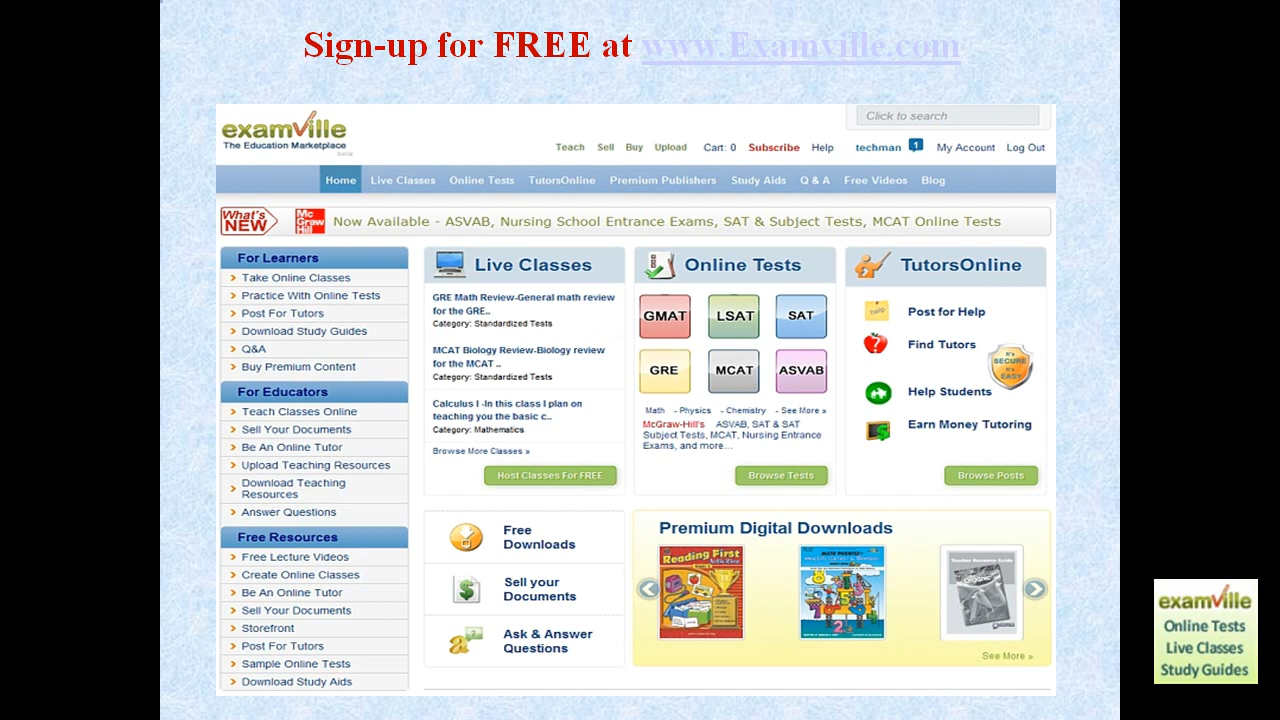 Sign-up for FREE at www.Examville.com
examville
The Education Marketplace
beta
Click to search
Teach Sell Buy Upload Cart: 0 Subscribe Help techman 1 My Account Log Out
Home Live Classes Online Tests TutorsOnline Premium Publishers Study Aids Q & A Free Videos Blog
What's NEW
Mc Graw Hill
Now Available - ASVAB, Nursing School Entrance Exams, SAT & Subject Tests, MCAT Online Tests
For Learners
Take Online Classes
Practice With Online Tests
Post For Tutors
Download Study Guides
Q&A
Buy Premium Content
For Educators
Teach Classes Online
Sell Your Documents
Be An Online Tutor
Upload Teaching Resources
Download Teaching
Resources
Answer Questions
Free Resources
Free Lecture Videos
Create Online Classes
Be An Online Tutor
Sell Your Documents
Storefront
Post For Tutors
Sample Online Tests
Download Study Aids
Live Classes
GRE Math Review-General math review
for the GRE..
Category: Standardized Tests
MCAT Biology Review-Biology review
for the MCAT ..
Category: Standardized Tests
Calculus I -In this class I plan on
teaching you the basic c..
Category: Mathematics
Browse More Classes »
Host Classes For FREE
Online Tests
GMAT LSAT SAT
GRE MCAT ASVAB
Math - Physics - Chemistry - See More »
McGraw-Hill's ASVAB, SAT & SAT
Subject Tests, MCAT, Nursing Entrance
Exams, and more...
Browse Tests
TutorsOnline
help
Post for Help
Find Tutors
It's
SECURE
It's
EASY
Help Students
Earn Money Tutoring
Browse Posts
Free
Downloads
Sell your
Documents
Ask & Answer
Questions
Premium Digital Downloads
Reading First
Teacher Resource Guide
Organic
See More »
examville
Online Tests
Live Classes
Study Guides